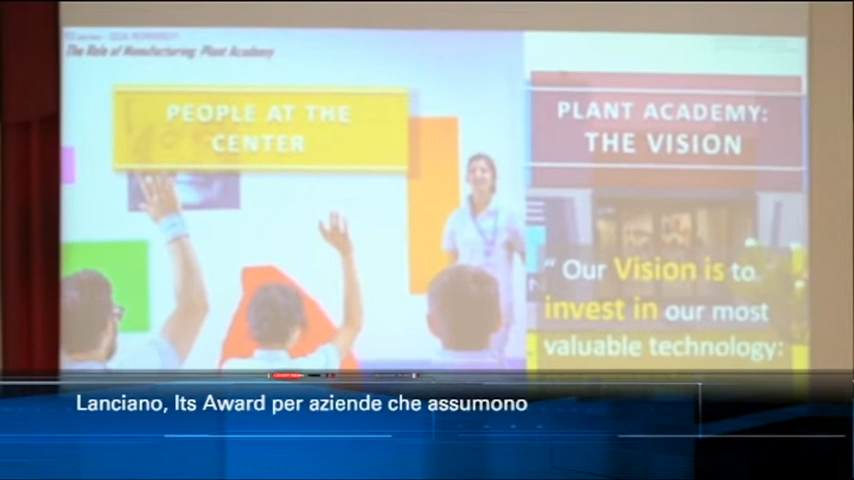 The Role of Manufacturing: Plant Academy
PEOPLE AT THE
CENTER
PLANT ACADEMY:
THE VISION
“ Our Vision is to
invest in our most
valuable technology:
Lanciano, Its Award per aziende che assumono